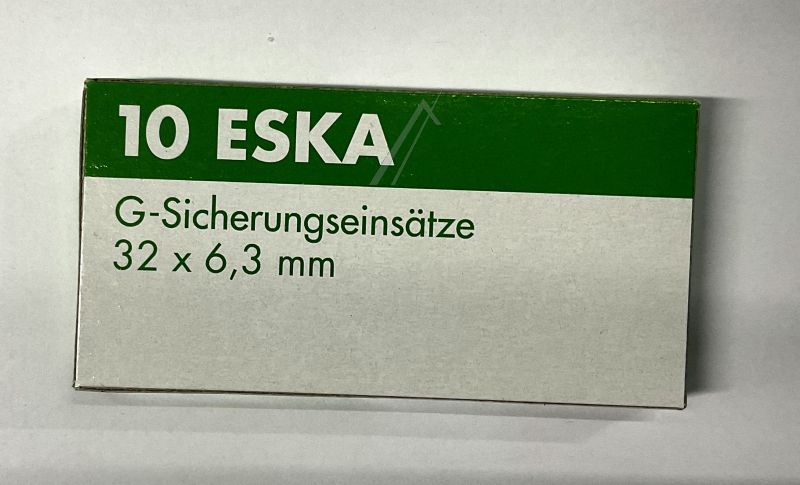 10 ESKA
G-Sicherungseinsätze
32 x 6,3 mm